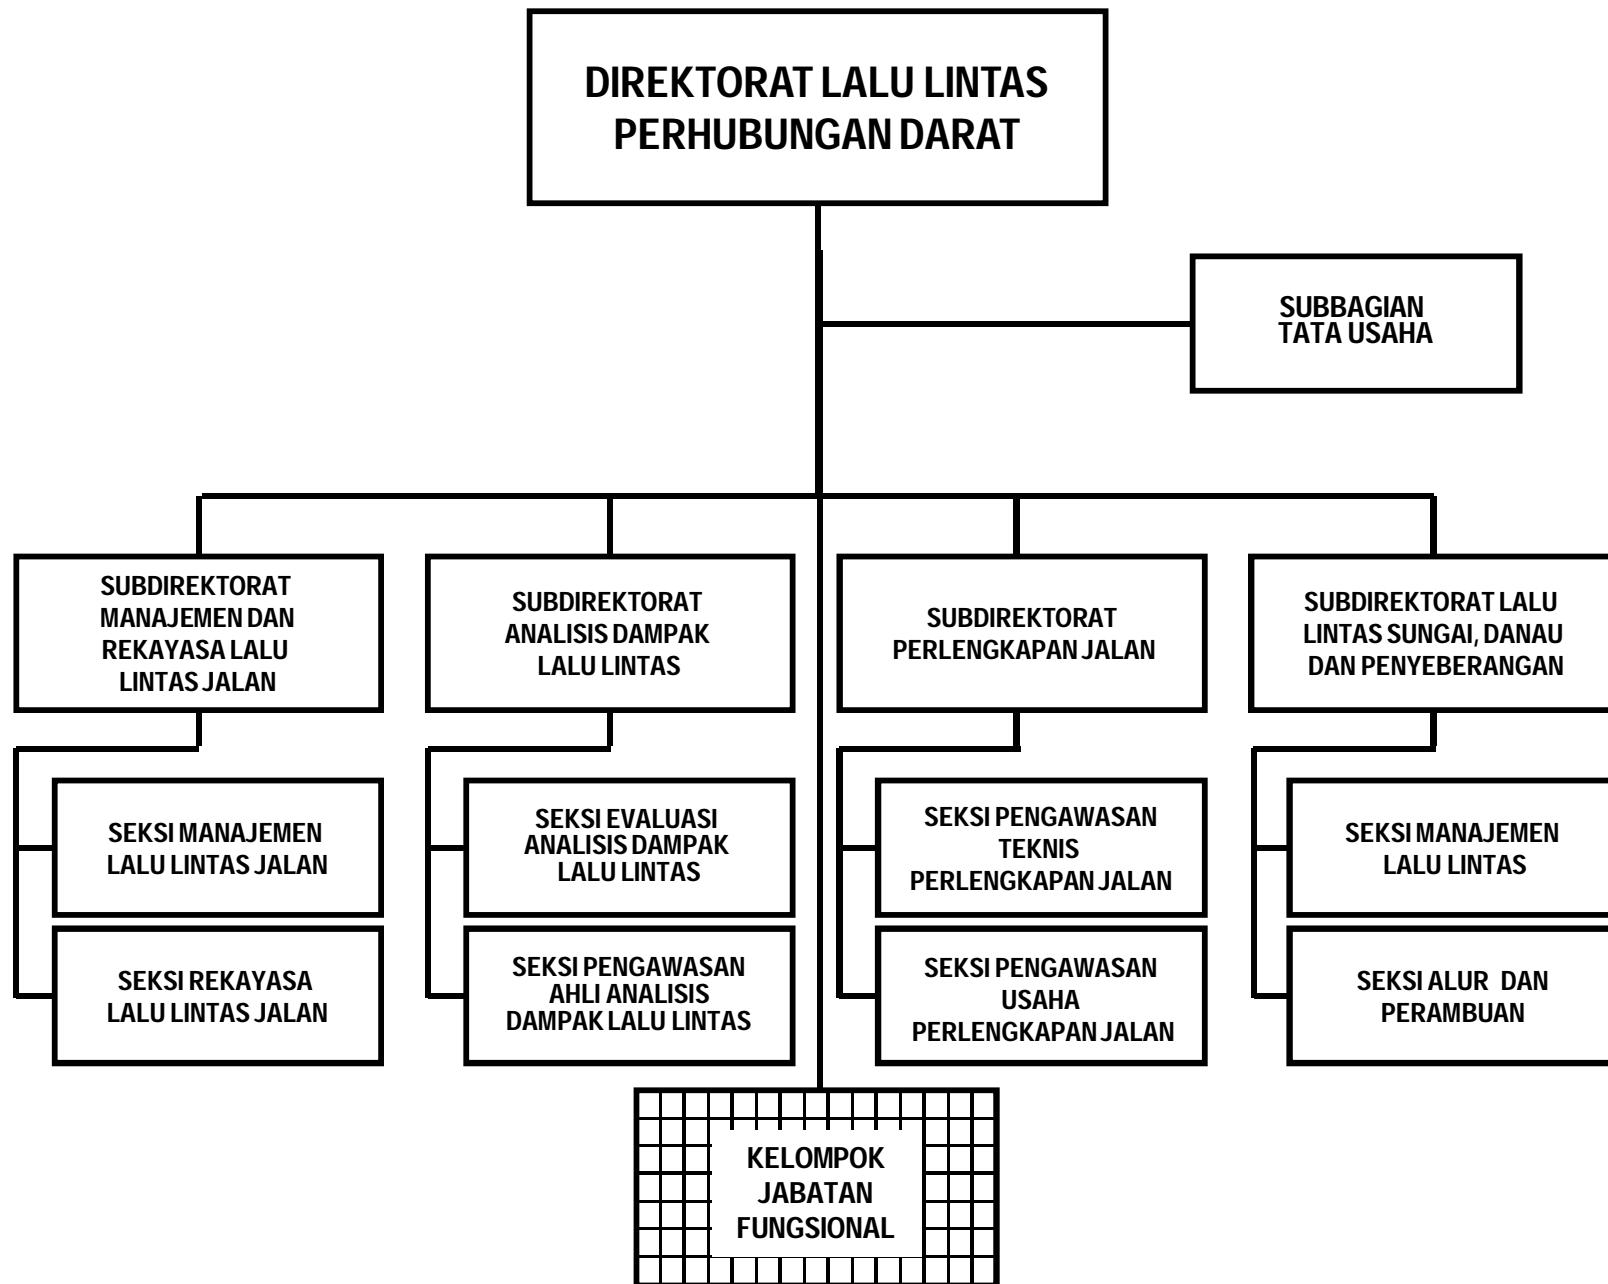 DIREKTORAT LALU LINTAS
PERHUBUNGAN DARAT
SUBBAGIAN
TATA USAHA
SUBDIREKTORAT
MANAJEMEN DAN
REKAYASA LALU
LINTAS JALAN
SUBDIREKTORAT
ANALISIS DAMPAK
LALU LINTAS
SUBDIREKTORAT
PERLENGKAPAN JALAN
SUBDIREKTORAT LALU
LINTAS SUNGAI, DANAU
DAN PENYEBERANGAN
SEKSI MANAJEMEN
LALU LINTAS JALAN
SEKSI EVALUASI
ANALISIS DAMPAK
LALU LINTAS
SEKSI PENGAWASAN
TEKNIS
PERLENGKAPAN JALAN
SEKSI MANAJEMEN
LALU LINTAS
SEKSI REKAYASA
LALU LINTAS JALAN
SEKSI PENGAWASAN
AHLI ANALISIS
DAMPAK LALU LINTAS
SEKSI PENGAWASAN
USAHA
PERLENGKAPAN JALAN
SEKSI ALUR DAN
PERAMBUAN
KELOMPOK
JABATAN
FUNGSIONAL